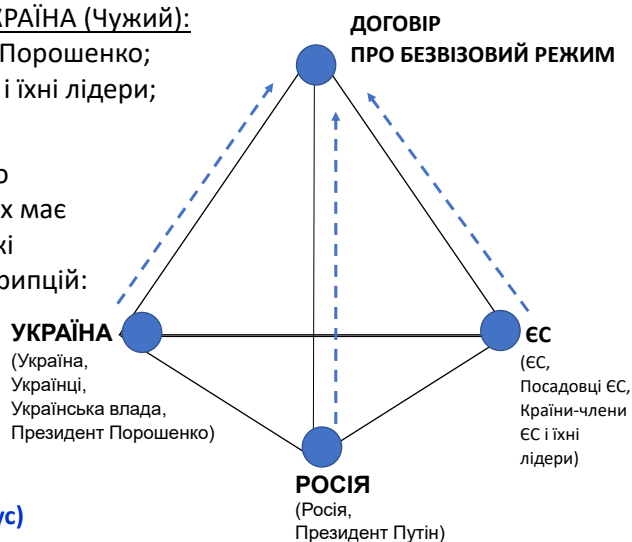 КРАЇНА (Чужий):
Порошенко;
і їхні лідери;
о
х має
кі
рипцій:
ДОГОВІР
ПРО БЕЗВІЗОВИЙ РЕЖИМ
УКРАЇНА
(Україна,
Українці,
Українська влада,
Президент Порошенко)
ЄС
(ЄС,
Посадовці ЄС,
Країни-члени
ЄС і їхні
лідери)
РОСІЯ
(Росія,
Президент Путін)
ус)